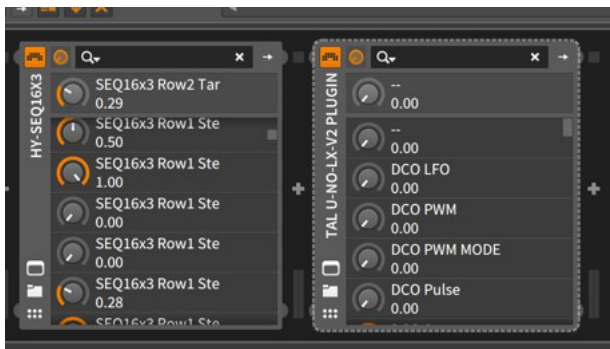 HY-SEQ16X3
SEQ16x3 Row2 Tar
0.29
SEQ16x3 Row1 Ste
0.50
SEQ16x3 Row1 Ste
1.00
SEQ16x3 Row1 Ste
0.00
SEQ16x3 Row1 Ste
0.00
SEQ16x3 Row1 Ste
0.28
SEQ16x3 Row1 Ste
TAL U-NO-LX-V2 PLUGIN
--
0.00
--
0.00
DCO LFO
0.00
DCO PWM
0.00
DCO PWM MODE
0.00
DCO Pulse
0.00